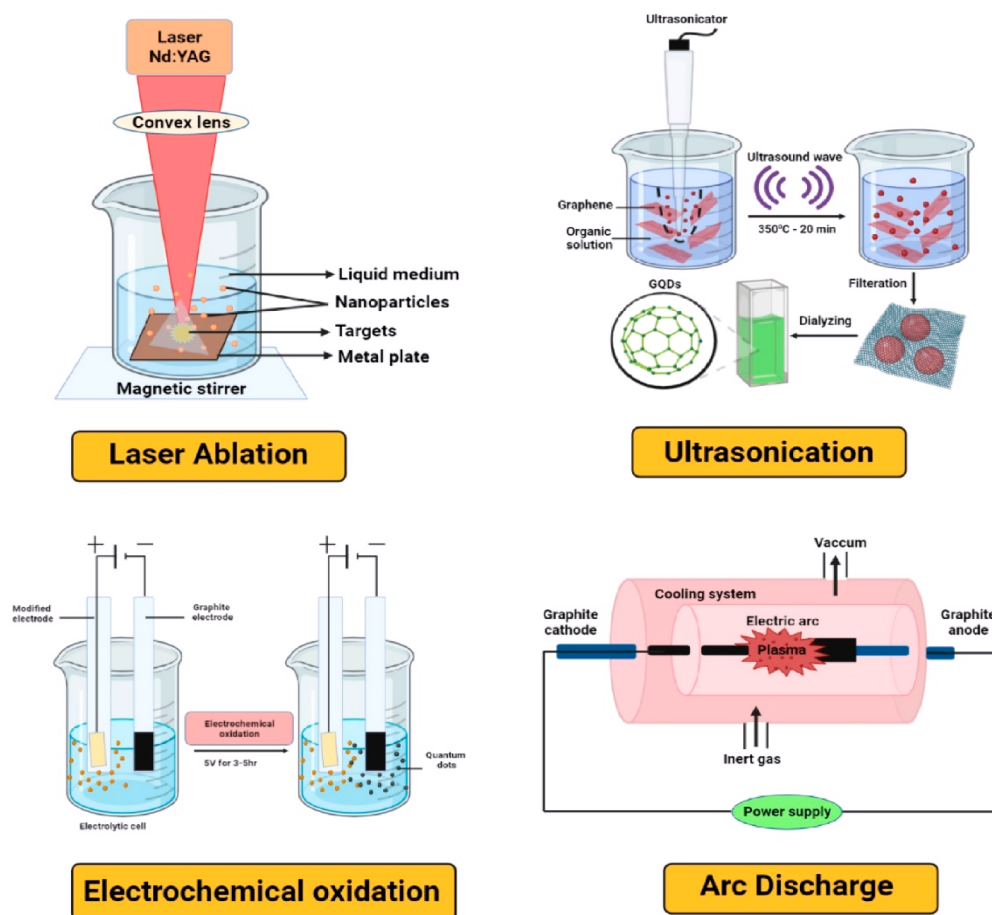 Laser
Nd:YAG
Convex lens
Liquid medium
Nanoparticles
Targets
Metal plate
Magnetic stirrer
Laser Ablation
Ultrasonicator
Ultrasound wave
Graphene
350°C - 20 min
Organic
solution
GQDs
Filteration
Dialyzing
Ultrasonication
+ −
+ −
Modified
electrode
Graphite
electrode
Electrochemical
oxidation
5V for 3-5hr
Quantum
dots
Electrolytic cell
Electrochemical oxidation
Vaccum
Cooling system
Graphite
cathode
Electric arc
Graphite
anode
Plasma
Inert gas
Power supply
Arc Discharge